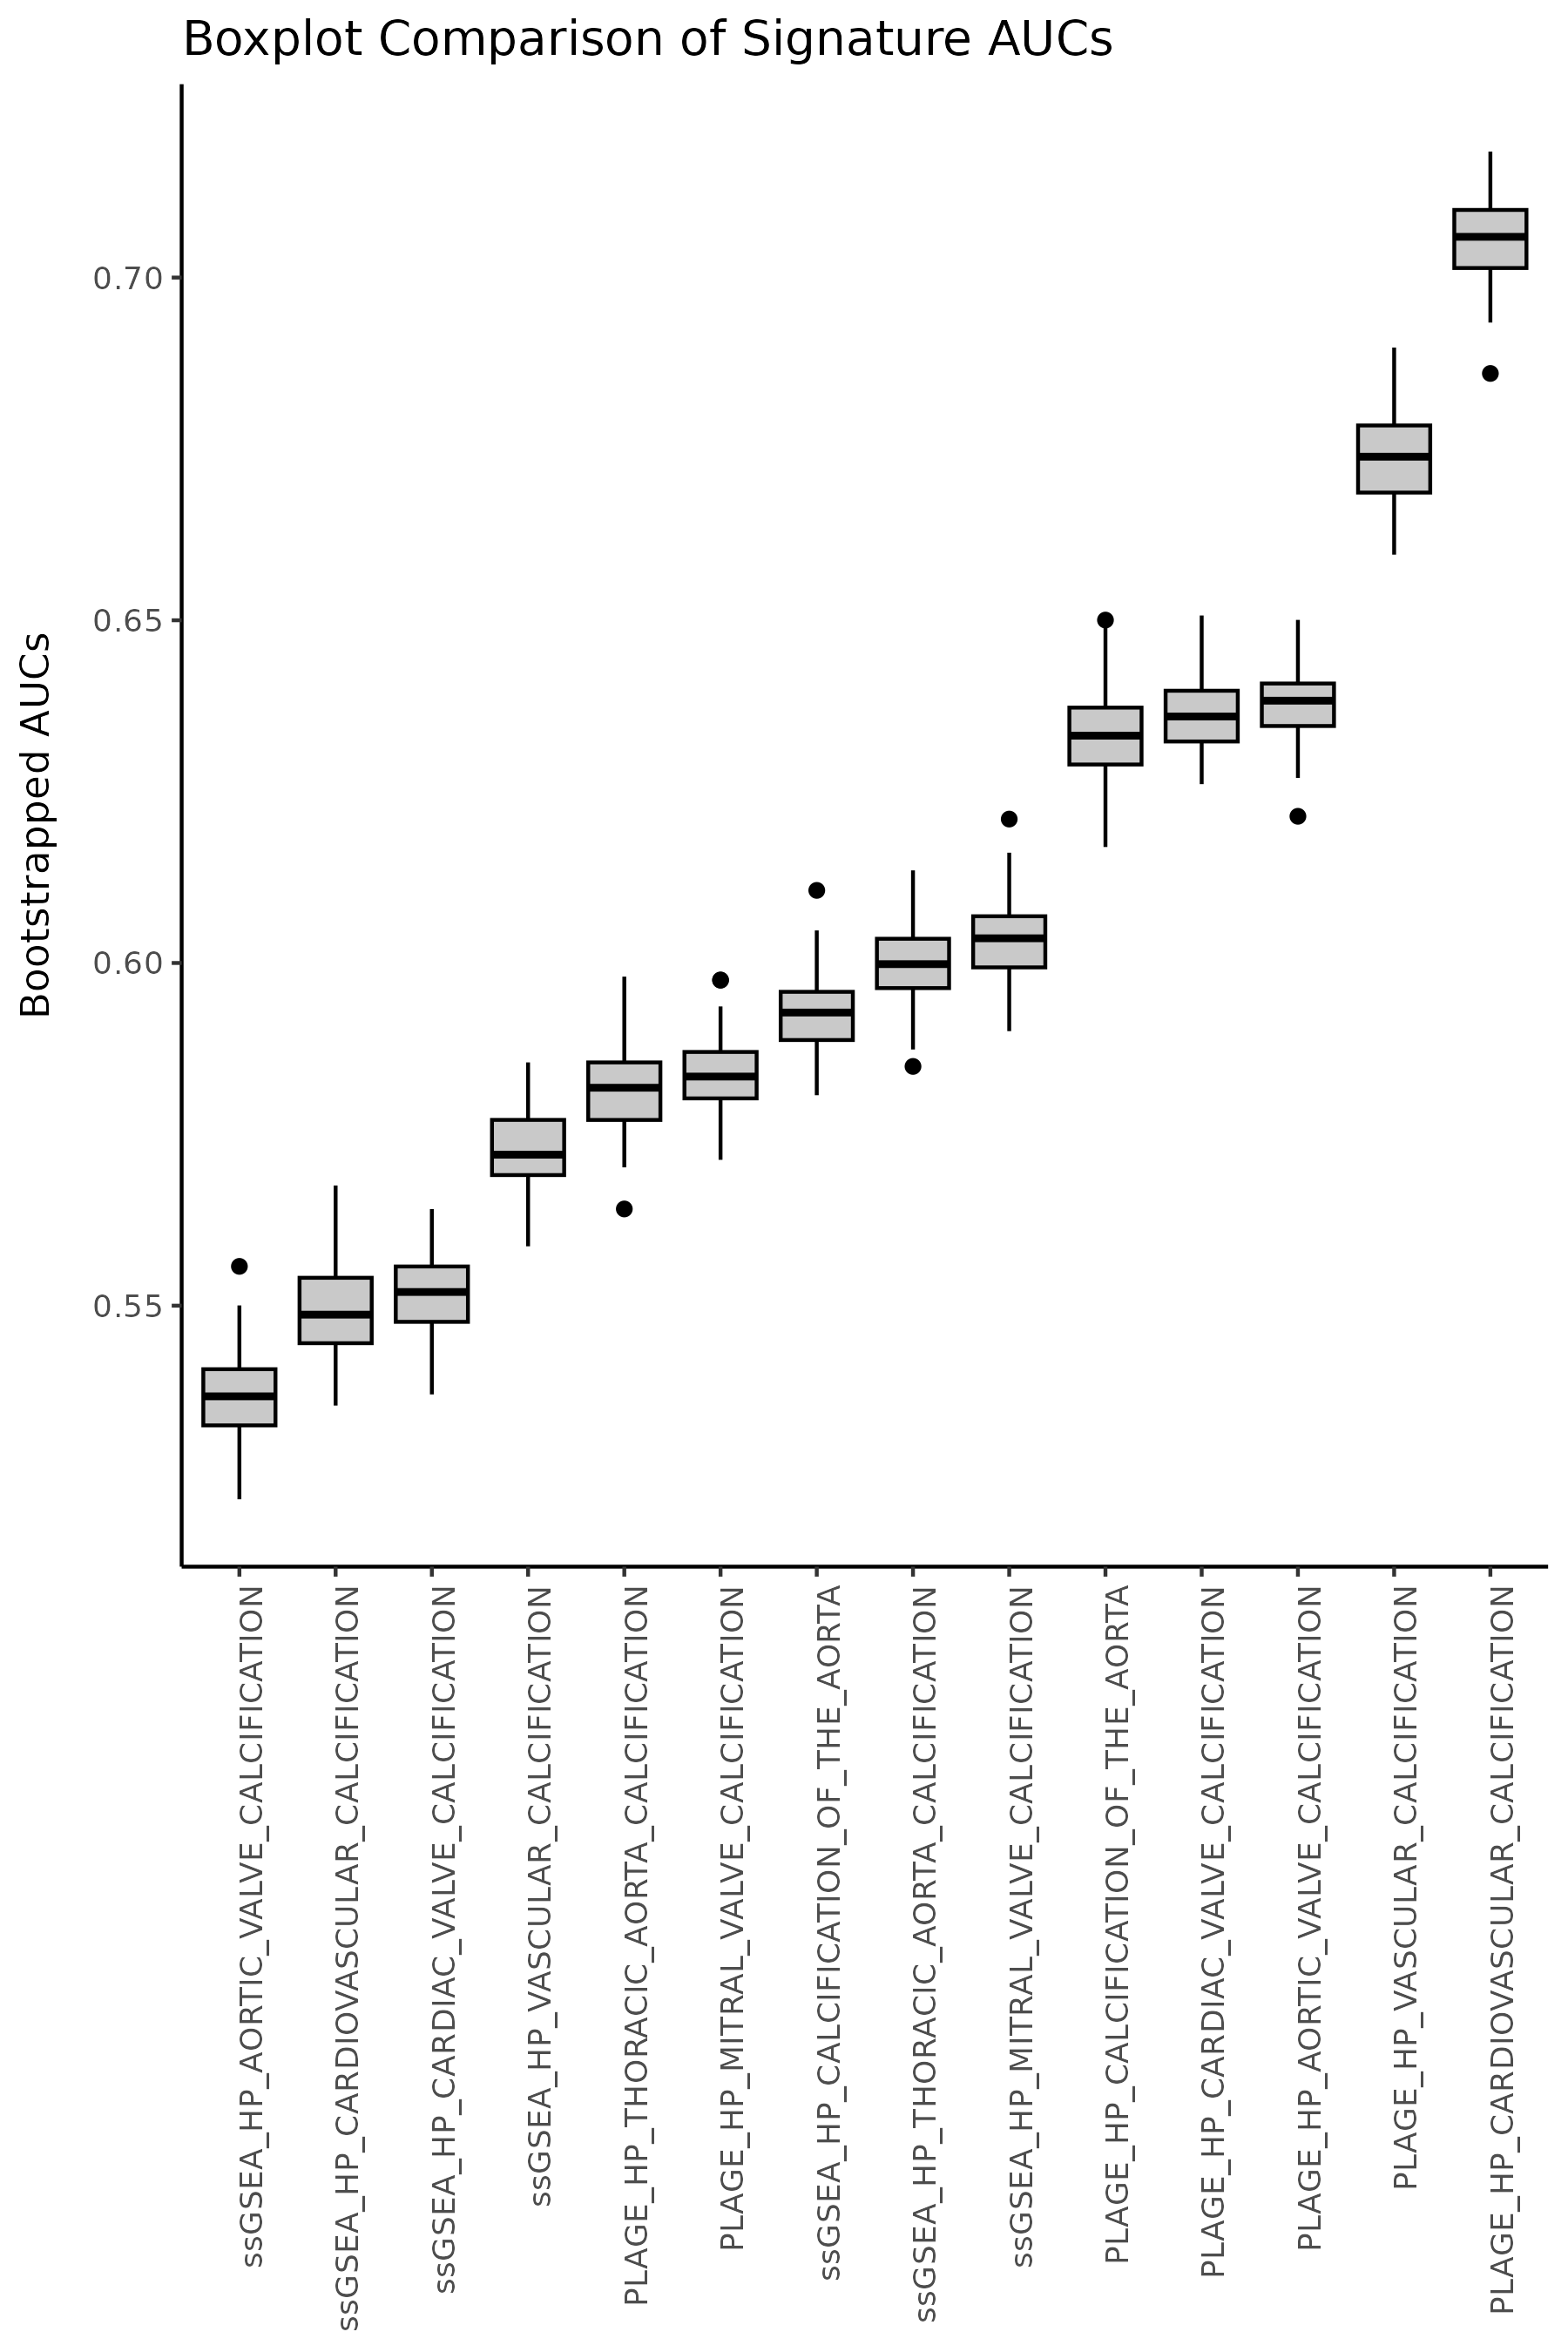 Boxplot Comparison of Signature AUCs
Bootstrapped AUCs
0.70
0.65
0.60
0.55
ssGSEA_HP_AORTIC_VALVE_CALCIFICATION
ssGSEA_HP_CARDIOVASCULAR_CALCIFICATION
ssGSEA_HP_CARDIAC_VALVE_CALCIFICATION
ssGSEA_HP_VASCULAR_CALCIFICATION
PLAGE_HP_THORACIC_AORTA_CALCIFICATION
PLAGE_HP_MITRAL_VALVE_CALCIFICATION
ssGSEA_HP_CALCIFICATION_OF_THE_AORTA
ssGSEA_HP_THORACIC_AORTA_CALCIFICATION
ssGSEA_HP_MITRAL_VALVE_CALCIFICATION
PLAGE_HP_CALCIFICATION_OF_THE_AORTA
PLAGE_HP_CARDIAC_VALVE_CALCIFICATION
PLAGE_HP_AORTIC_VALVE_CALCIFICATION
PLAGE_HP_VASCULAR_CALCIFICATION
PLAGE_HP_CARDIOVASCULAR_CALCIFICATION